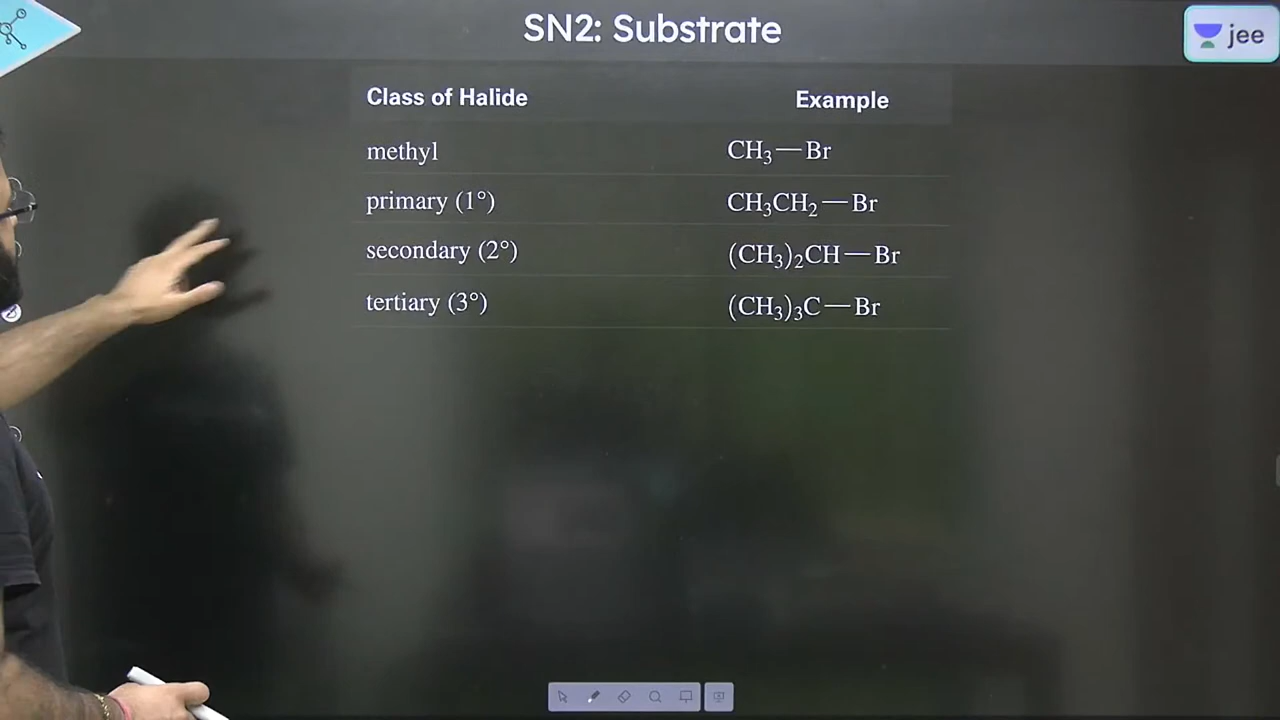 SN2: Substrate
jee
Class of Halide Example
methyl CH₃—Br
primary (1°) CH₃CH₂—Br
secondary (2°) (CH₃)₂CH—Br
tertiary (3°) (CH₃)₃C—Br